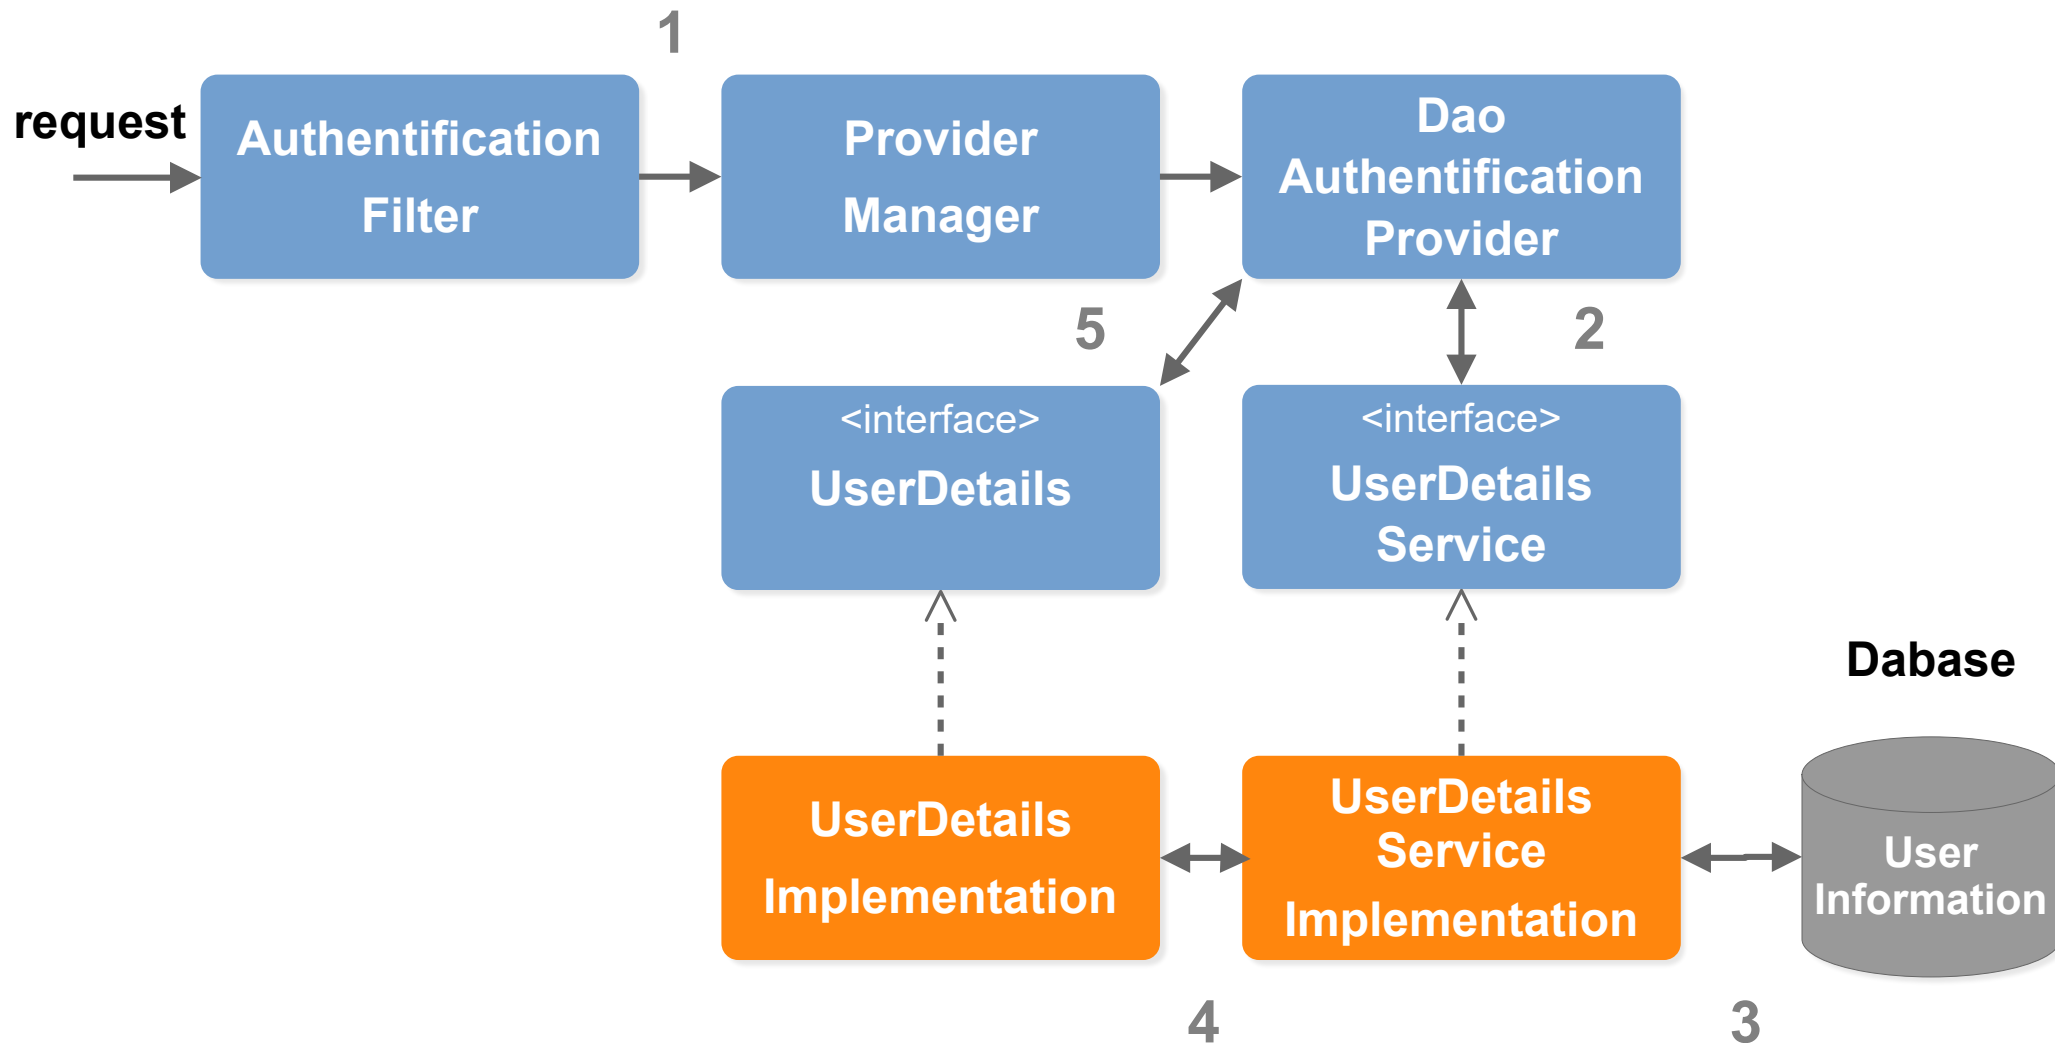 1
request
Authentification
Filter
Provider
Manager
Dao
Authentification
Provider
5
2
<interface>
UserDetails
<interface>
UserDetails
Service
Dabase
UserDetails
Implementation
UserDetails
Service
Implementation
User
Information
4
3